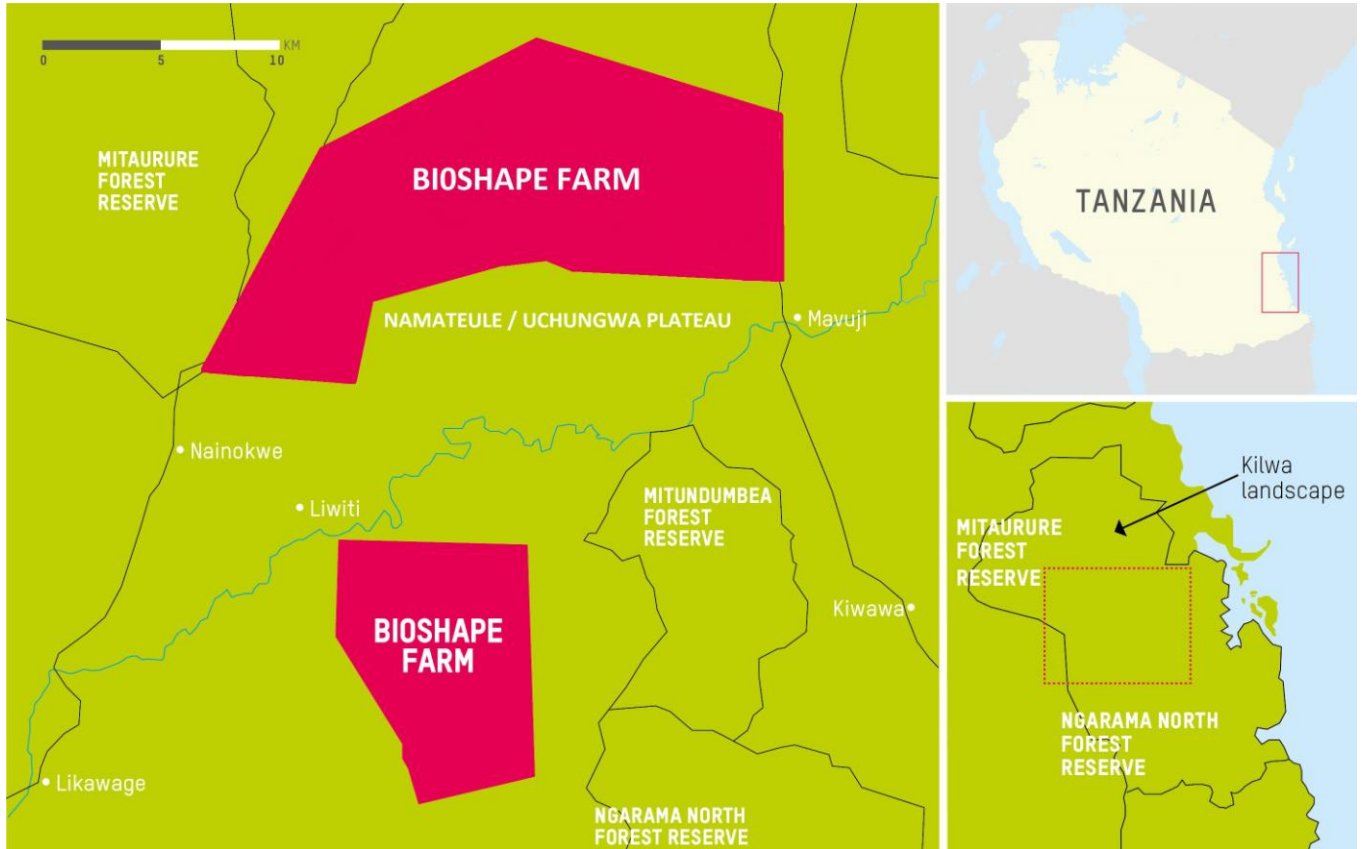 KM
0 5 10
MITAURURE
FOREST
RESERVE
BIOSHAPE FARM
NAMATEULE / UCHUNGWA PLATEAU
Mavuji
Nainokwe
Liwiti
MITUNDUMBEA
FOREST
RESERVE
BIOSHAPE
FARM
Kiwawa
Likawage
NGARAMA NORTH
FOREST RESERVE
TANZANIA
Kilwa
landscape
MITAURURE
FOREST
RESERVE
NGARAMA NORTH
FOREST
RESERVE